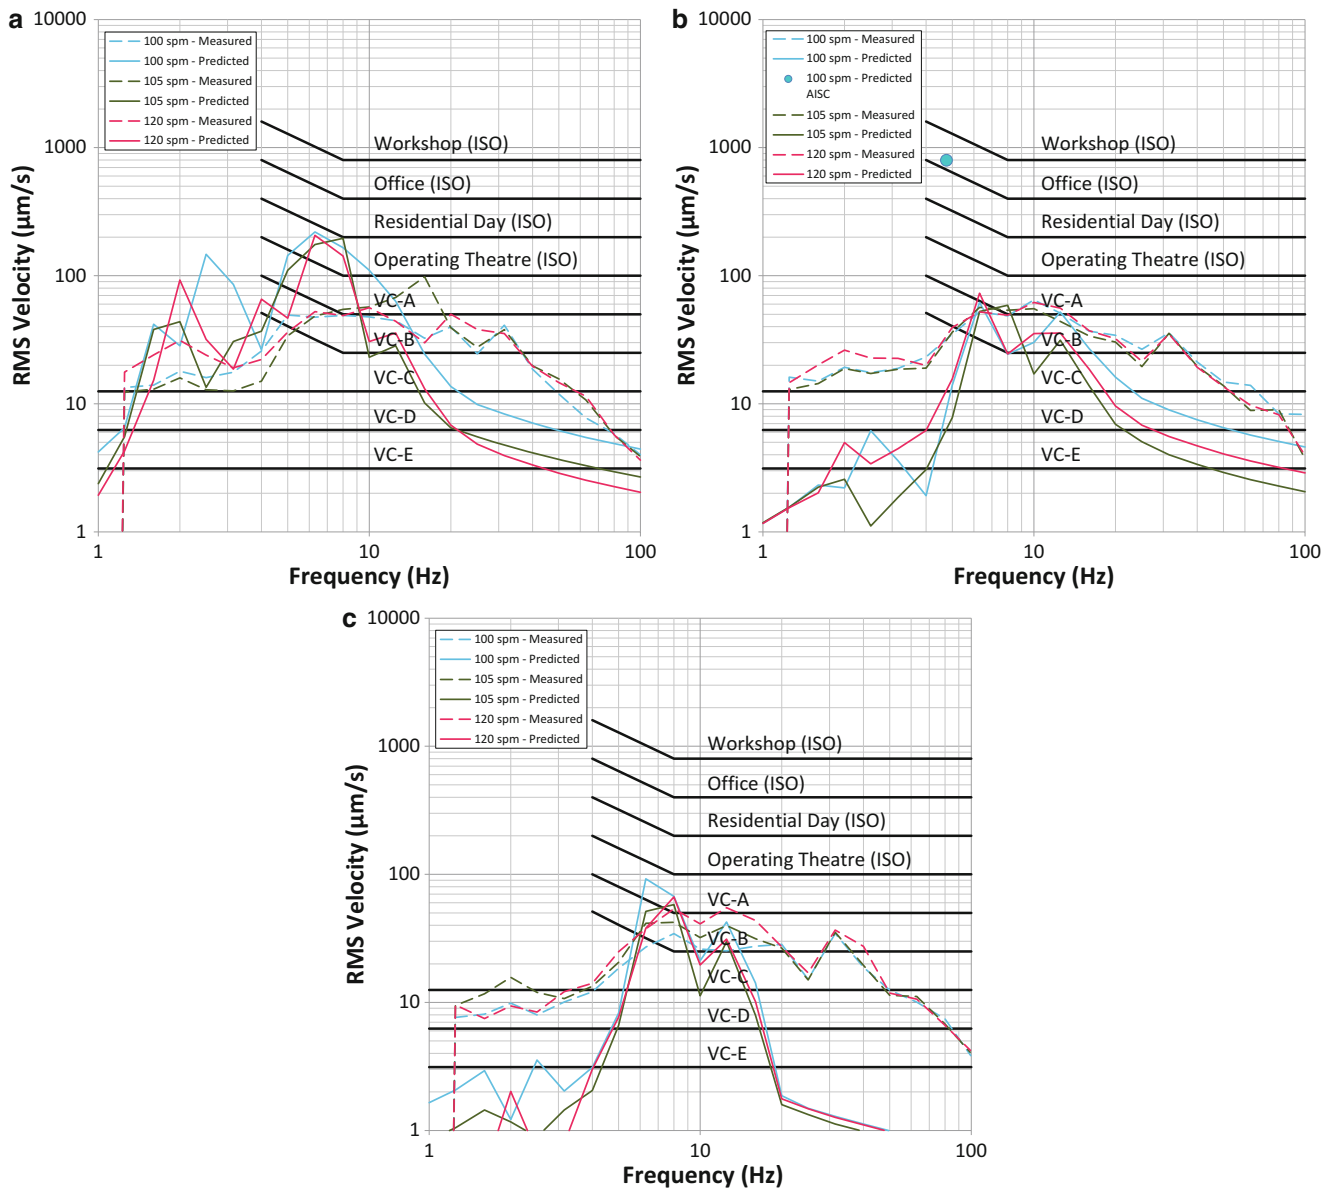 a
10000
1000
100
10
1
RMS Velocity (µm/s)
100 spm - Measured
100 spm - Predicted
105 spm - Measured
105 spm - Predicted
120 spm - Measured
120 spm - Predicted
Workshop (ISO)
Office (ISO)
Residential Day (ISO)
Operating Theatre (ISO)
VC-A
VC-B
VC-C
VC-D
VC-E
1
10
100
Frequency (Hz)
b
10000
1000
100
10
1
RMS Velocity (µm/s)
100 spm - Measured
100 spm - Predicted
100 spm - Predicted
AISC
105 spm - Measured
105 spm - Predicted
120 spm - Measured
120 spm - Predicted
Workshop (ISO)
Office (ISO)
Residential Day (ISO)
Operating Theatre (ISO)
VC-A
VC-B
VC-C
VC-D
VC-E
1
10
100
Frequency (Hz)
c
10000
1000
100
10
1
RMS Velocity (µm/s)
100 spm - Measured
100 spm - Predicted
105 spm - Measured
105 spm - Predicted
120 spm - Measured
120 spm - Predicted
Workshop (ISO)
Office (ISO)
Residential Day (ISO)
Operating Theatre (ISO)
VC-A
VC-B
VC-C
VC-D
VC-E
1
10
100
Frequency (Hz)